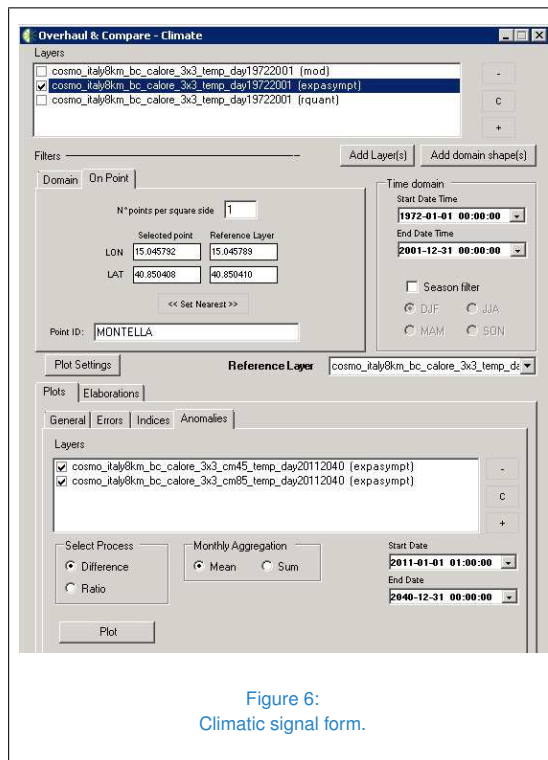 Overhaul & Compare - Climate
Layers
cosmo_italy8km_bc_calore_3x3_temp_day19722001 (mod)
cosmo_italy8km_bc_calore_3x3_temp_day19722001 (expasympt)
cosmo_italy8km_bc_calore_3x3_temp_day19722001 (rquant)
-
C
+
Filters
Add Layer(s)
Add domain shape(s)
Domain
On Point
N°points per square side
1
Selected point
Reference Layer
LON
15.045792
15.045789
LAT
40.850408
40.850410
<< Set Nearest >>
Point ID:
MONTELLA
Time domain
Start Date Time
1972-01-01 00:00:00
End Date Time
2001-12-31 00:00:00
Season filter
DJF
JJA
MAM
SON
Plot Settings
Reference Layer
cosmo_italy8km_bc_calore_3x3_temp_da
Plots
Elaborations
General
Errors
Indices
Anomalies
Layers
cosmo_italy8km_bc_calore_3x3_cm45_temp_day20112040 (expasympt)
cosmo_italy8km_bc_calore_3x3_cm85_temp_day20112040 (expasympt)
-
C
+
Select Process
Difference
Ratio
Monthly Aggregation
Mean
Sum
Start Date
2011-01-01 01:00:00
End Date
2040-12-31 00:00:00
Plot
Figure 6:
Climatic signal form.